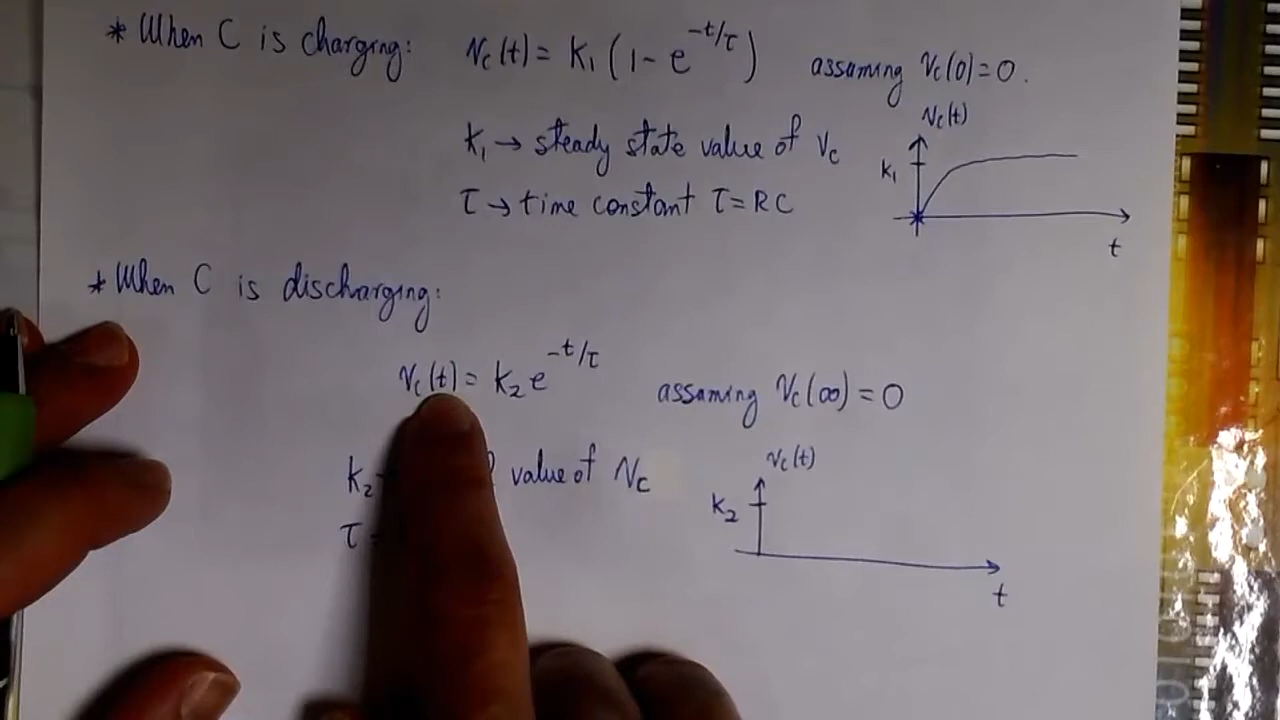 * When C is charging: Vc(t) = K₁ (1 - e^{-t/τ}) assuming Vc(0) = 0.
Vc(t)
K₁ → steady state value of Vc
K₁
τ → time constant τ = RC
t
* When C is discharging:
Vc(t) = K₂ e^{-t/τ} assuming Vc(∞) = 0
Vc(t)
K₂ value of Vc
K₂
τ =
t